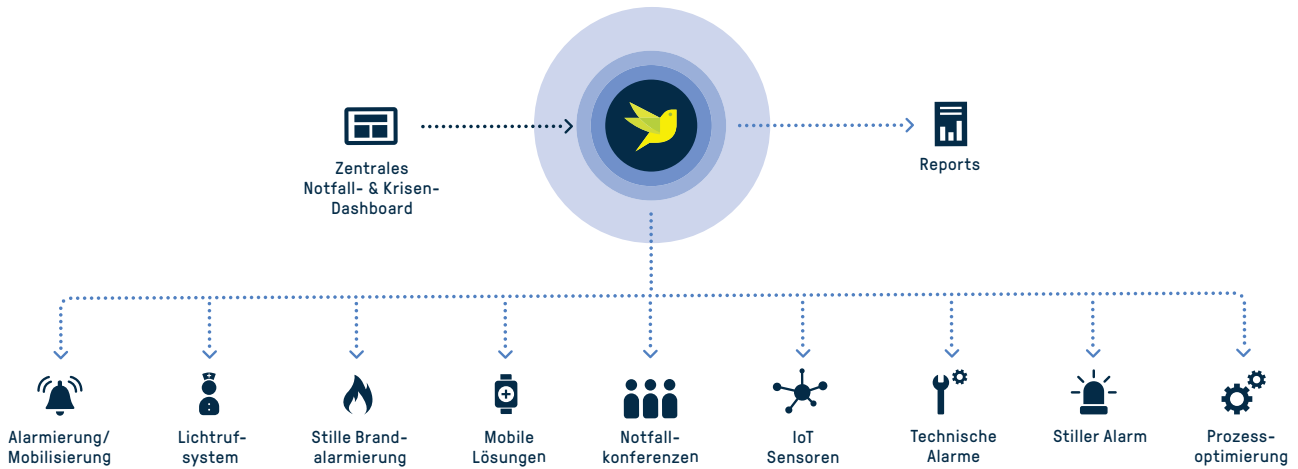 Zentrales
Notfall- & Krisen-
Dashboard
Reports
Alarmierung/
Mobilisierung
Lichtruf-
system
Stille Brand-
alarmierung
Mobile
Lösungen
Notfall-
konferenzen
IoT
Sensoren
Technische
Alarme
Stiller Alarm
Prozess-
optimierung